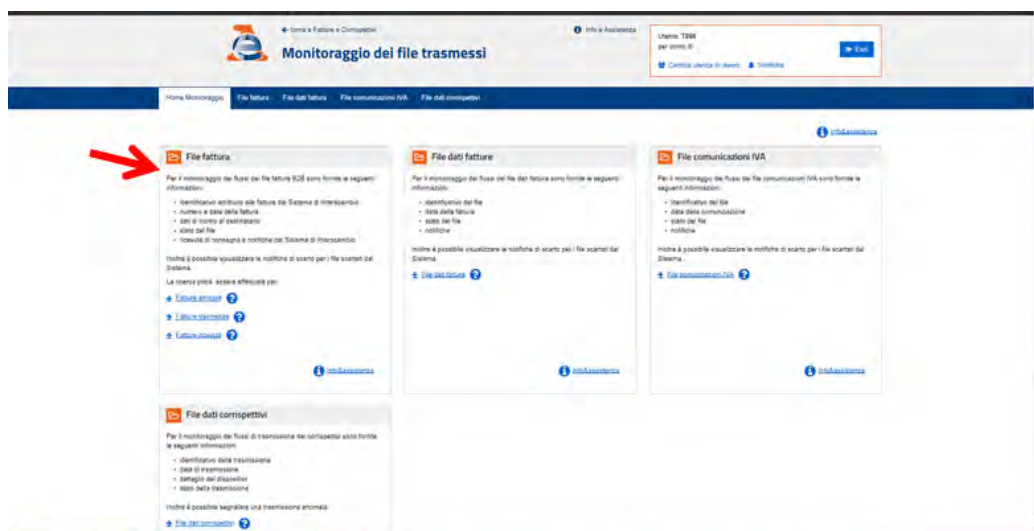 torna a Fatture e Corrispettivi
Info e Assistenza
Monitoraggio dei file trasmessi
Utente:
per conto di
Esci
Cambia utenza di lavoro
Notifiche
Home Monitoraggio
File fattura
File dati fattura
File comunicazioni IVA
File dati corrispettivi
Info&Assistenza
File fattura
Per il monitoraggio dei flussi dei file fatture B2B sono fornite le seguenti
informazioni:
• identificativo attribuito alle fatture dal Sistema di Interscambio
• numero e data della fattura
• dati di inoltro al destinatario
• stato del file
• ricevute di consegna e notifiche del Sistema di Interscambio
Inoltre è possibile visualizzare le notifiche di scarto per i file scartati dal
Sistema.
La ricerca potrà essere effettuata per:
Fatture emesse
Fatture trasmesse
Fatture ricevute
Info&Assistenza
File dati fatture
Per il monitoraggio dei flussi dei file dati fattura sono fornite le seguenti
informazioni:
• identificativo del file
• data della fattura
• stato del file
• notifiche
Inoltre è possibile visualizzare le notifiche di scarto per i file scartati dal
Sistema.
File dati fattura
Info&Assistenza
File comunicazioni IVA
Per il monitoraggio dei flussi dei file comunicazioni IVA sono fornite le
seguenti informazioni:
• identificativo del file
• data della comunicazione
• stato del file
• notifiche
Inoltre è possibile visualizzare le notifiche di scarto per i file scartati dal
Sistema.
File comunicazioni IVA
Info&Assistenza
File dati corrispettivi
Per il monitoraggio dei flussi di trasmissione dei corrispettivi sono fornite
le seguenti informazioni:
• identificativo della trasmissione
• data di trasmissione
• dettaglio dei dispositivi
• stato della trasmissione
Inoltre è possibile segnalare una trasmissione anomala.
File dati corrispettivi